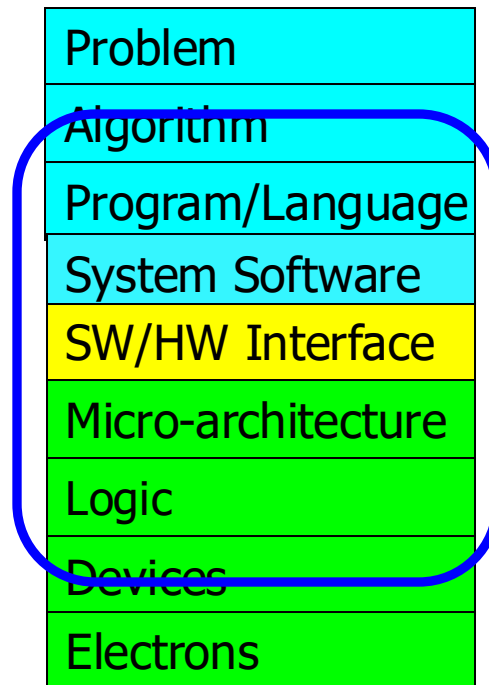 Problem
Algorithm
Program/Language
System Software
SW/HW Interface
Micro-architecture
Logic
Devices
Electrons